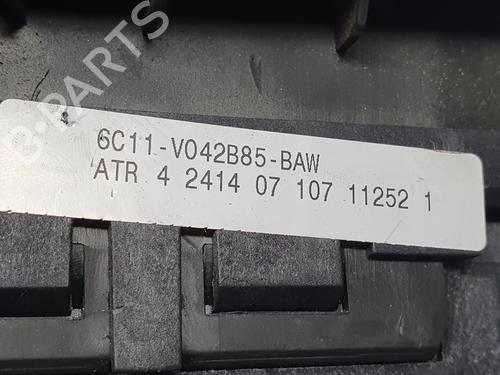 6C11-V042B85-BAW
ATR 4 2414 07 107 11252 1
B-PARTS